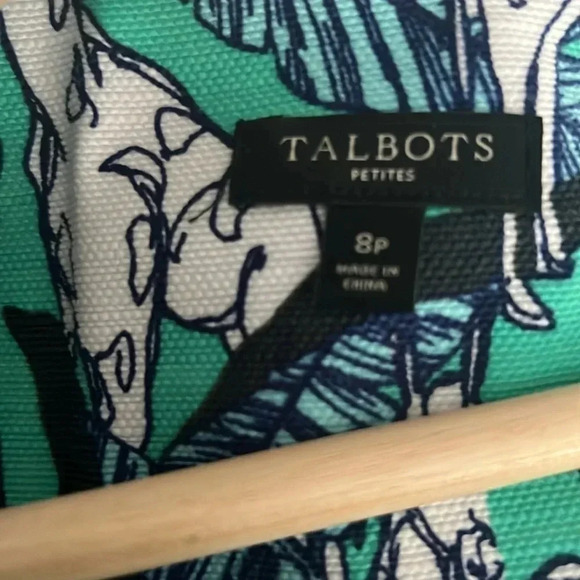 TALBOTS
PETITES
8P
MADE IN
CHINA